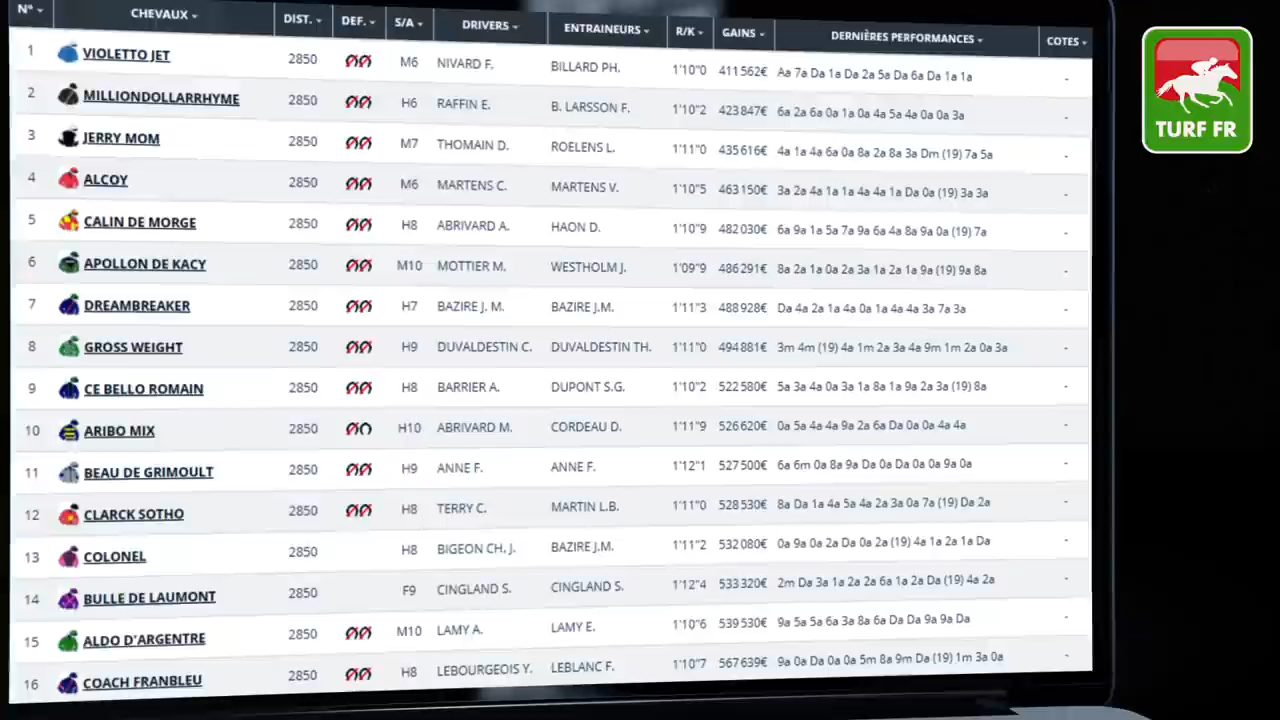 N° CHEVAUX DIST. DEF. S/A DRIVERS ENTRAINEURS R/K GAINS DERNIÈRES PERFORMANCES COTES
1 VIOLETTO JET 2850 M6 NIVARD F. BILLARD PH. 1'10"0 411 562€ Aa 7a Da 1a Da 2a 5a Da 6a Da 1a 1a -
2 MILLIONDOLLARRHYME 2850 H6 RAFFIN E. B. LARSSON F. 1'10"2 423 847€ 6a 2a 6a 0a 1a 0a 4a 5a 4a 0a 0a 3a -
3 JERRY MOM 2850 M7 THOMAIN D. ROELENS L. 1'11"0 435 616€ 4a 1a 4a 6a 0a 8a 2a 8a 3a Dm (19) 7a 5a -
4 ALCOY 2850 M6 MARTENS C. MARTENS V. 1'10"5 463 150€ 3a 2a 4a 1a 1a 4a 4a 1a Da 0a (19) 3a 3a -
5 CALIN DE MORGE 2850 H8 ABRIVARD A. HAON D. 1'10"9 482 030€ 6a 9a 1a 5a 7a 9a 6a 4a 8a 9a 0a (19) 7a -
6 APOLLON DE KACY 2850 M10 MOTTIER M. WESTHOLM J. 1'09"9 486 291€ 8a 2a 1a 0a 2a 3a 1a 2a 1a 9a (19) 9a 8a -
7 DREAMBREAKER 2850 H7 BAZIRE J. M. BAZIRE J.M. 1'11"3 488 928€ Da 4a 2a 1a 4a 0a 1a 4a 4a 3a 7a 3a -
8 GROSS WEIGHT 2850 H9 DUVALDESTIN C. DUVALDESTIN TH. 1'11"0 494 881€ 3m 4m (19) 4a 1m 2a 3a 4a 9m 1m 2a 0a 3a -
9 CE BELLO ROMAIN 2850 H8 BARRIER A. DUPONT S.G. 1'10"2 522 580€ 5a 3a 4a 0a 3a 1a 8a 1a 9a 2a 3a (19) 8a -
10 ARIBO MIX 2850 H10 ABRIVARD M. CORDEAU D. 1'11"9 526 620€ 0a 5a 4a 4a 9a 2a 6a Da 0a 0a 4a 4a -
11 BEAU DE GRIMOULT 2850 H9 ANNE F. ANNE F. 1'12"1 527 500€ 6a 6m 0a 8a 9a Da 0a Da 0a 0a 9a 0a -
12 CLARCK SOTHO 2850 H8 TERRY C. MARTIN L.B. 1'11"0 528 530€ 8a Da 1a 4a 5a 4a 2a 3a 0a 7a (19) Da 2a -
13 COLONEL 2850 H8 BIGEON CH. J. BAZIRE J.M. 1'11"2 532 080€ 0a 9a 0a 2a Da 0a 2a (19) 4a 1a 2a 1a Da -
14 BULLE DE LAUMONT 2850 F9 CINGLAND S. CINGLAND S. 1'12"4 533 320€ 2m Da 3a 1a 2a 2a 6a 1a 2a Da (19) 4a 2a -
15 ALDO D'ARGENTRE 2850 M10 LAMY A. LAMY E. 1'10"6 539 530€ 9a 5a 5a 6a 3a 8a 6a Da Da 9a 9a Da -
16 COACH FRANBLEU 2850 H8 LEBOURGEOIS Y. LEBLANC F. 1'10"7 567 639€ 9a 0a Da 0a 0a 5m 8a 9m Da (19) 1m 3a 0a -
TURF FR